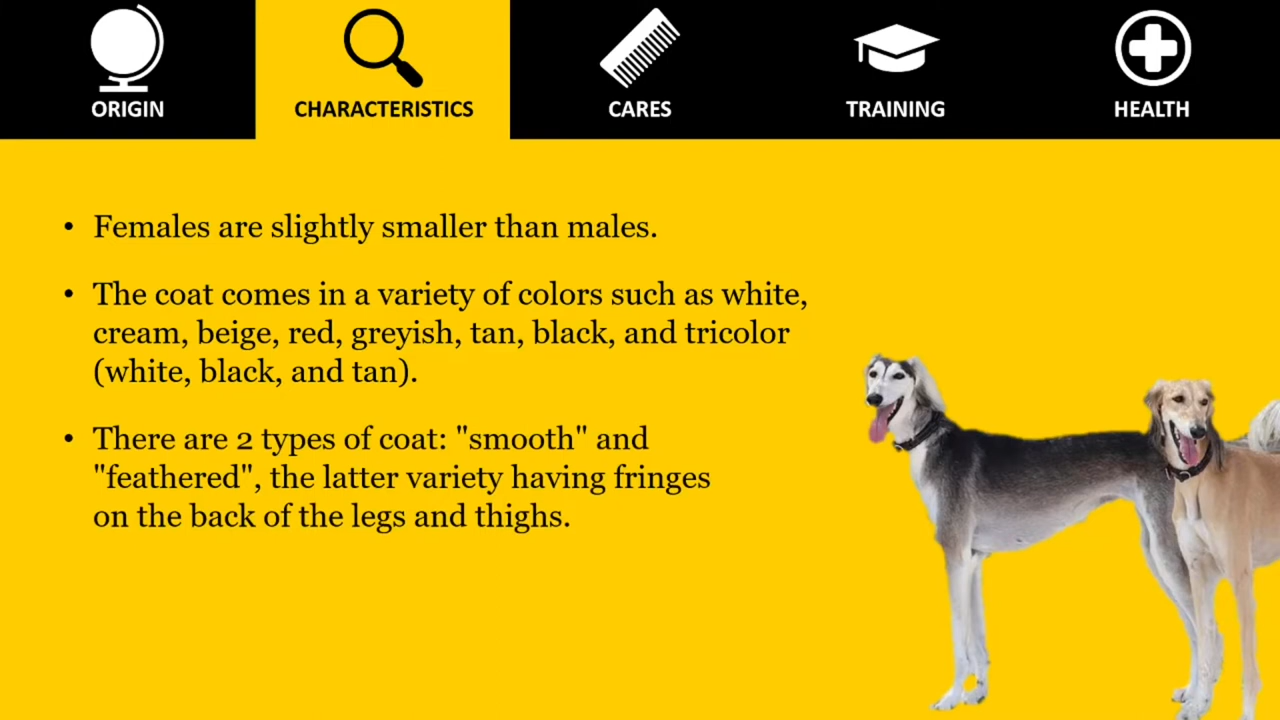 ORIGIN
CHARACTERISTICS
CARES
TRAINING
HEALTH
• Females are slightly smaller than males.
• The coat comes in a variety of colors such as white,
cream, beige, red, greyish, tan, black, and tricolor
(white, black, and tan).
• There are 2 types of coat: "smooth" and
"feathered", the latter variety having fringes
on the back of the legs and thighs.